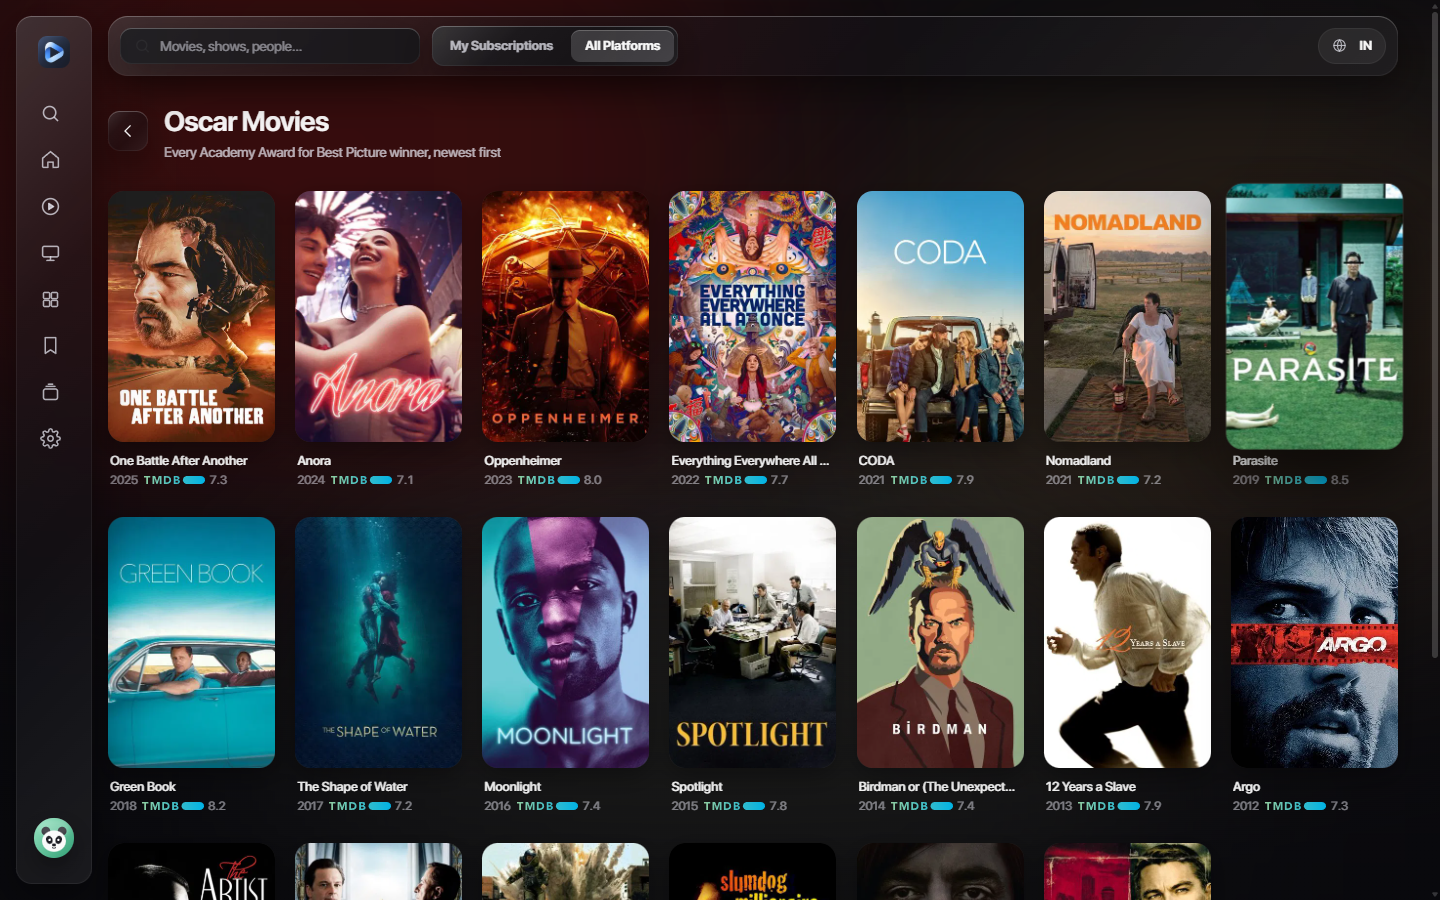 Movies, shows, people...
My Subscriptions
All Platforms
IN
Oscar Movies
Every Academy Award for Best Picture winner, newest first
ONE BATTLE
AFTER ANOTHER
Anora
OPPENHEIMER
EVERYTHING
EVERYWHERE
ALL AT ONCE
CODA
NOMADLAND
PARASITE
One Battle After Another
2025 TMDB 7.3
Anora
2024 TMDB 7.1
Oppenheimer
2023 TMDB 8.0
Everything Everywhere All ...
2022 TMDB 7.7
CODA
2021 TMDB 7.9
Nomadland
2021 TMDB 7.2
Parasite
2019 TMDB 8.5
GREEN BOOK
THE SHAPE OF WATER
MOONLIGHT
SPOTLIGHT
BiRDMAN
12 YEARS A SLAVE
ARGO
Green Book
2018 TMDB 8.2
The Shape of Water
2017 TMDB 7.2
Moonlight
2016 TMDB 7.4
Spotlight
2015 TMDB 7.8
Birdman or (The Unexpect...
2014 TMDB 7.4
12 Years a Slave
2013 TMDB 7.9
Argo
2012 TMDB 7.3
The
ARTIST
slumdog
millionaire